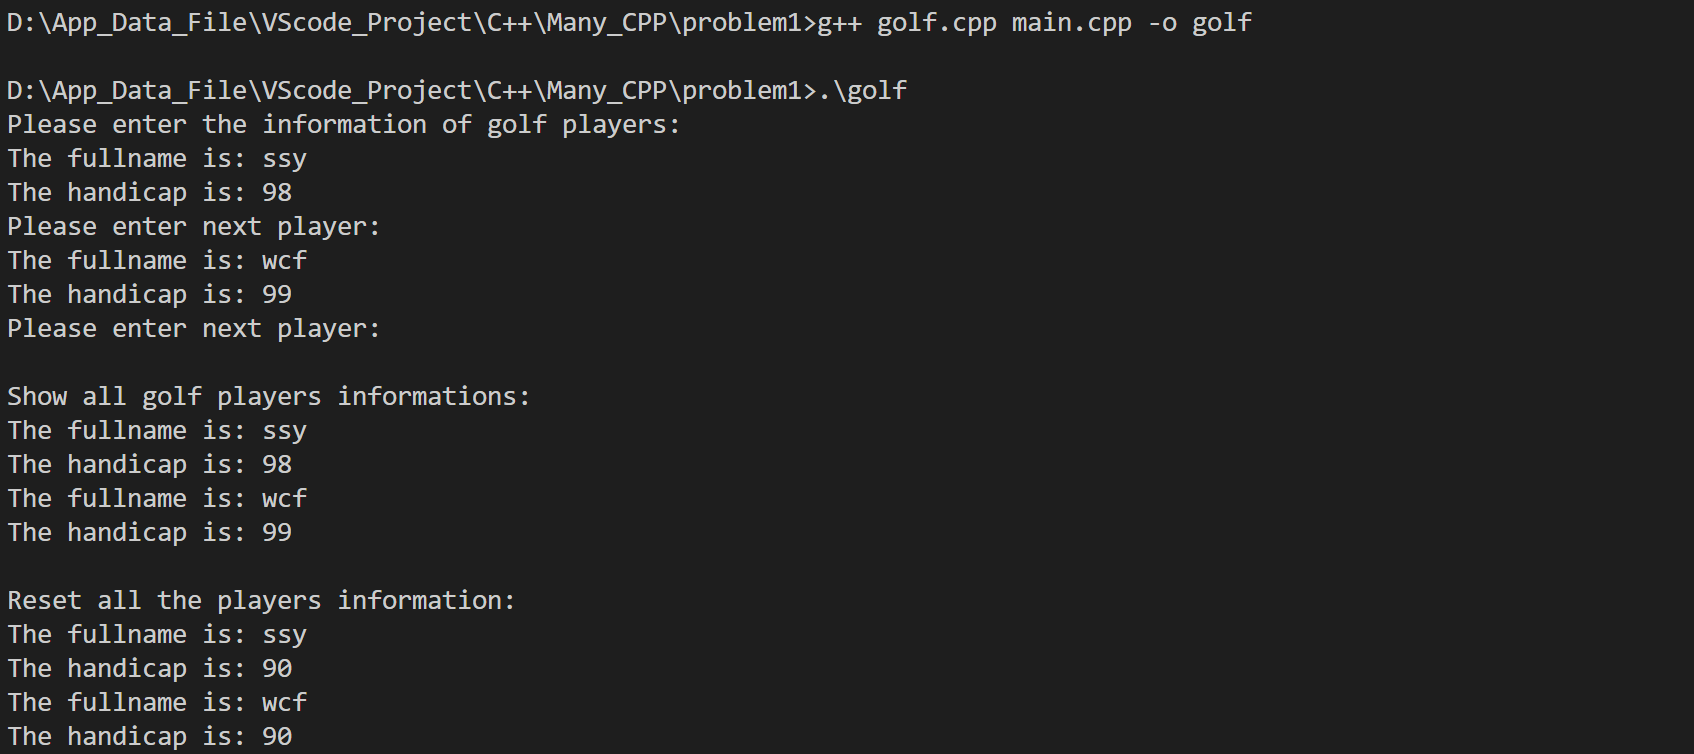 D:\App_Data_File\VScode_Project\C++\Many_CPP\problem1>g++ golf.cpp main.cpp -o golf
D:\App_Data_File\VScode_Project\C++\Many_CPP\problem1>.\golf
Please enter the information of golf players:
The fullname is: ssy
The handicap is: 98
Please enter next player:
The fullname is: wcf
The handicap is: 99
Please enter next player:
Show all golf players informations:
The fullname is: ssy
The handicap is: 98
The fullname is: wcf
The handicap is: 99
Reset all the players information:
The fullname is: ssy
The handicap is: 90
The fullname is: wcf
The handicap is: 90